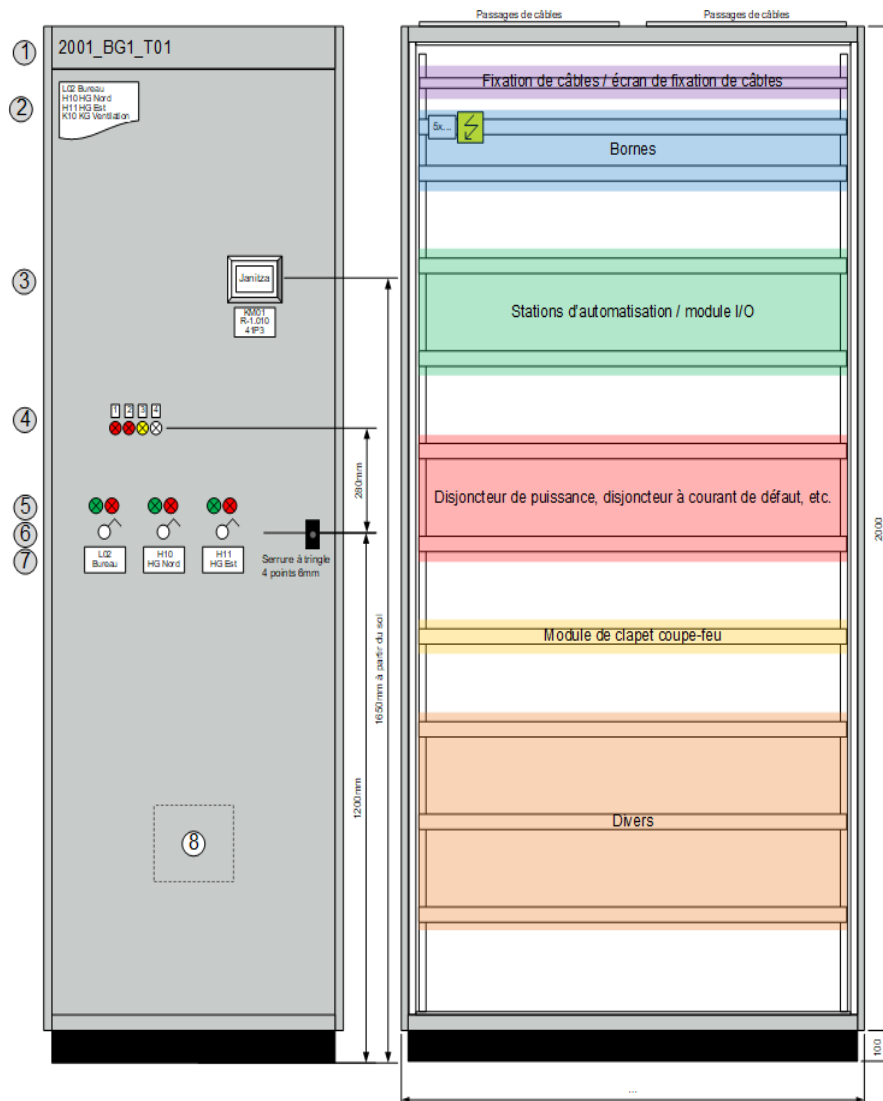 Passages de câbles
Passages de câbles
1
2001_BG1_T01
2
L02 Bureau
H10 HG Nord
H11 HG Est
K10 KG Ventilation
Fixation de câbles / écran de fixation de câbles
5x...
Bornes
3
Janitza
KM01
R-1.010
41P3
Stations d'automatisation / module I/O
4
1 2 3 4
280mm
Disjoncteur de puissance, disjoncteur à courant de défaut, etc.
5
6
7
L02
Bureau
H10
HG Nord
H11
HG Est
Serrure à tringle
4 points 6mm
2000
1650mm à partir du sol
Module de clapet coupe-feu
1200mm
Divers
8
100
...